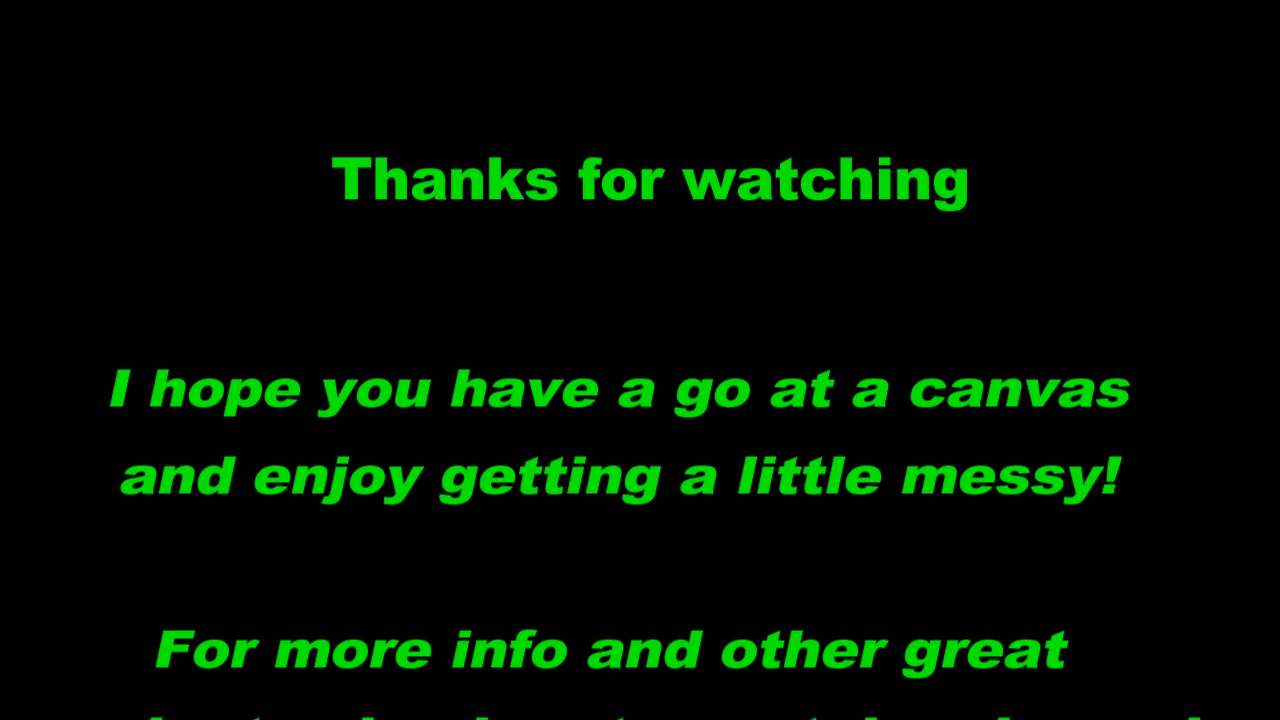 Thanks for watching
I hope you have a go at a canvas
and enjoy getting a little messy!
For more info and other great